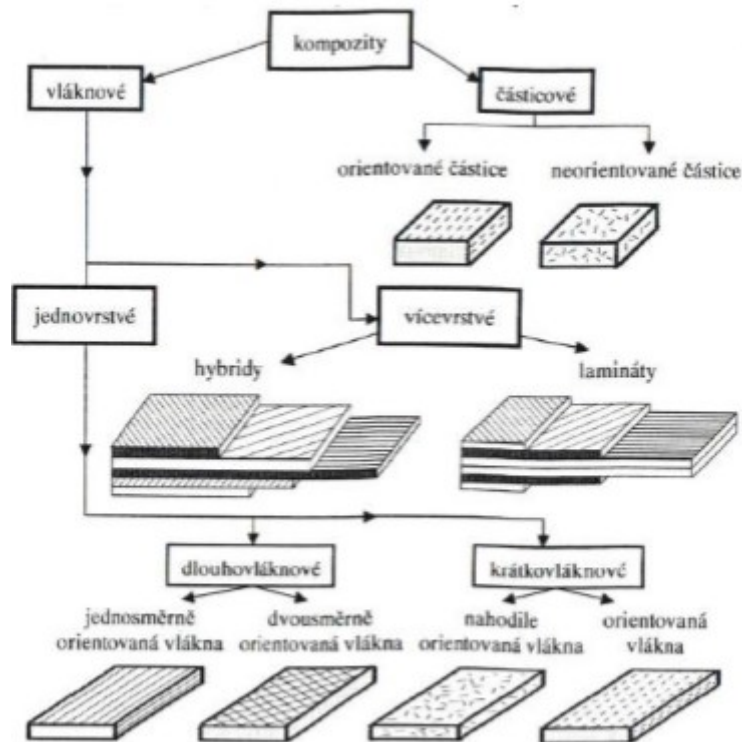 kompozity
vláknové
částicové
orientované částice
neorientované částice
jednovrstvé
vícevrstvé
hybridy
lamináty
dlouhovláknové
krátkovláknové
jednosměrně
orientovaná vlákna
dvousměrně
orientovaná vlákna
nahodile
orientovaná vlákna
orientovaná
vlákna